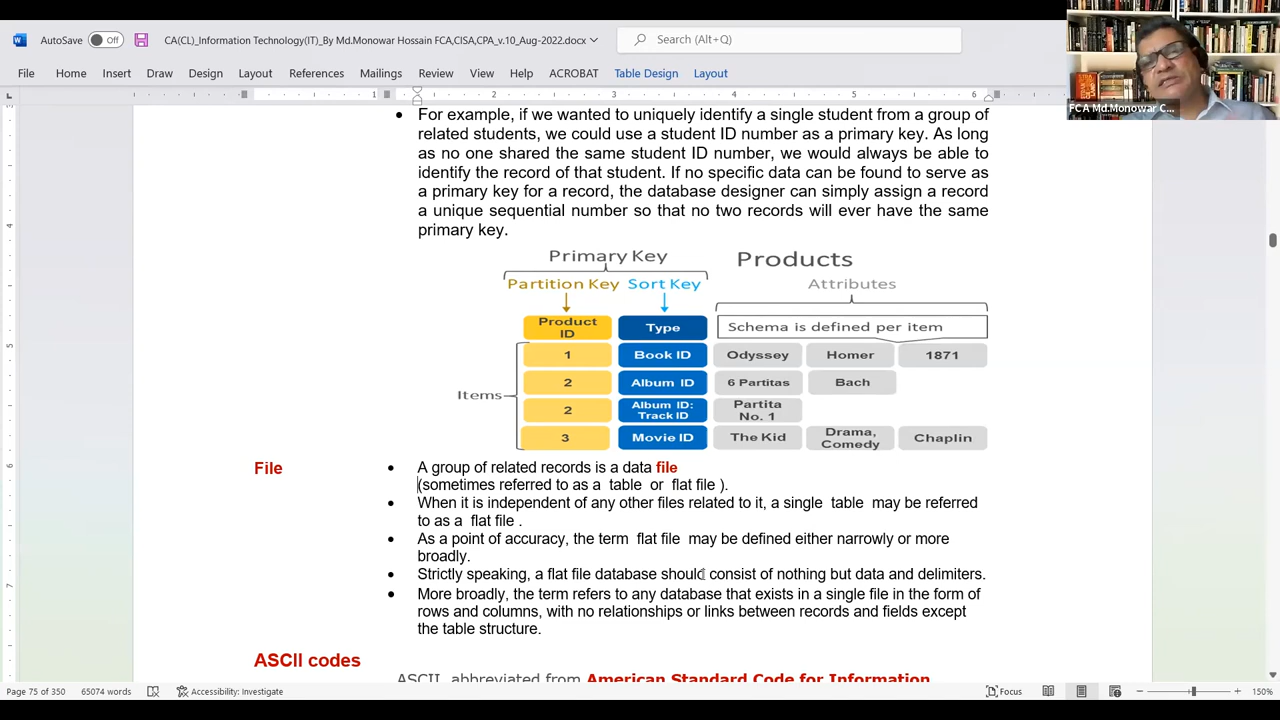 AutoSave
Off
CA(CL)_Information Technology(IT)_By Md.Monowar Hossain FCA,CISA,CPA_v.10_Aug-2022.docx
Search (Alt+Q)
File Home Insert Draw Design Layout References Mailings Review View Help ACROBAT Table Design Layout
FCA Md.Monowar C...
1 2 3 4 5 6
For example, if we wanted to uniquely identify a single student from a group of
related students, we could use a student ID number as a primary key. As long
as no one shared the same student ID number, we would always be able to
identify the record of that student. If no specific data can be found to serve as
a primary key for a record, the database designer can simply assign a record
a unique sequential number so that no two records will ever have the same
primary key.
Primary Key
Products
Partition Key Sort Key
Attributes
Product ID
Type
Schema is defined per item
1 Book ID Odyssey Homer 1871
2 Album ID 6 Partitas Bach
Items
2 Album ID: Track ID Partita No. 1
3 Movie ID The Kid Drama, Comedy Chaplin
File
• A group of related records is a data file
(sometimes referred to as a table or flat file ).
• When it is independent of any other files related to it, a single table may be referred
to as a flat file .
• As a point of accuracy, the term flat file may be defined either narrowly or more
broadly.
• Strictly speaking, a flat file database should consist of nothing but data and delimiters.
• More broadly, the term refers to any database that exists in a single file in the form of
rows and columns, with no relationships or links between records and fields except
the table structure.
ASCII codes
ASCII, abbreviated from American Standard Code for Information
Page 75 of 350 65074 words Accessibility: Investigate Focus 150%